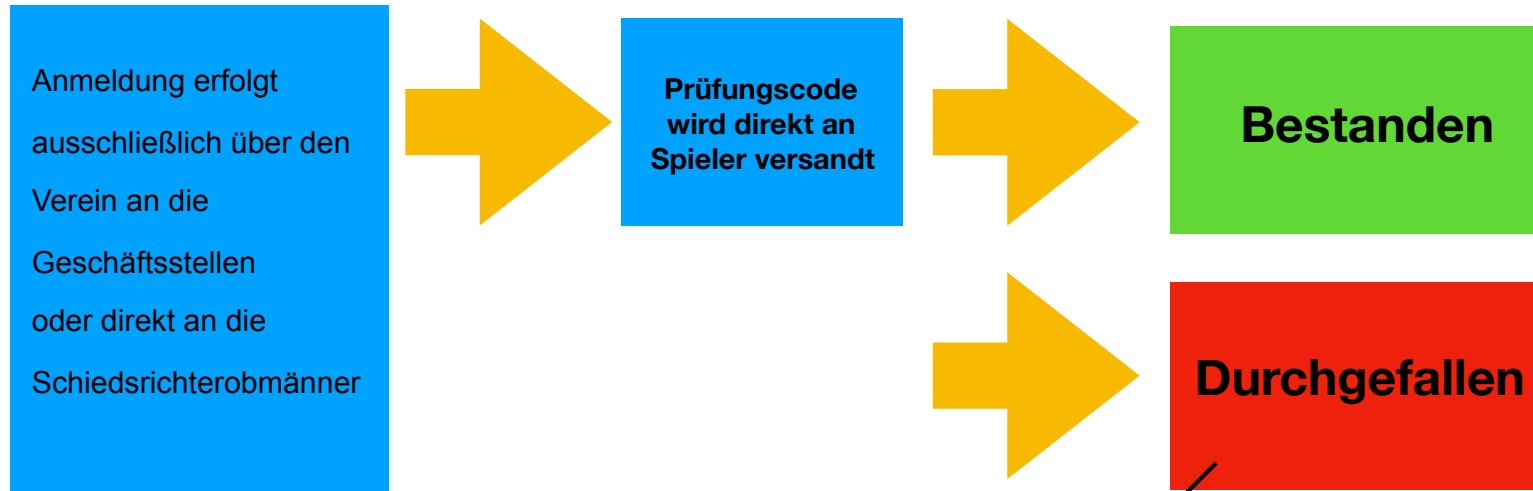 Anmeldung erfolgt
ausschließlich über den
Verein an die
Geschäftsstellen
oder direkt an die
Schiedsrichterobmänner
Prüfungscode
wird direkt an
Spieler versandt
Bestanden
Durchgefallen